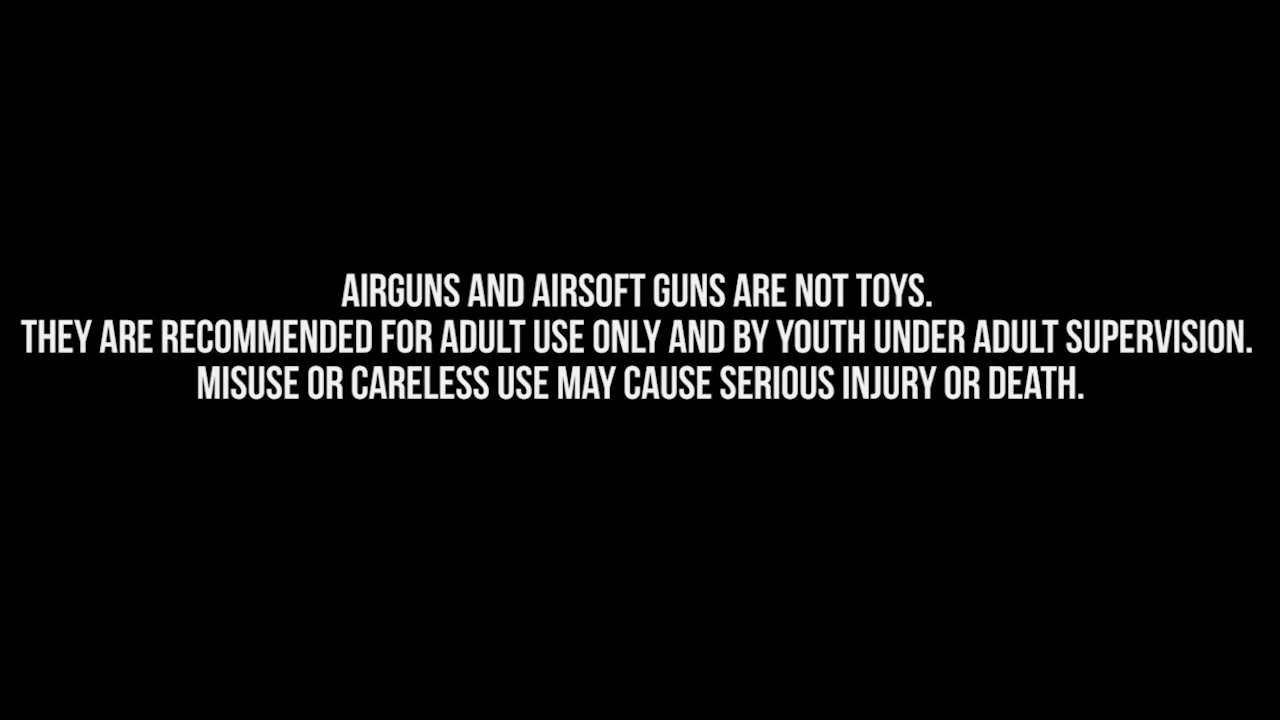 AIRGUNS AND AIRSOFT GUNS ARE NOT TOYS.
THEY ARE RECOMMENDED FOR ADULT USE ONLY AND BY YOUTH UNDER ADULT SUPERVISION.
MISUSE OR CARELESS USE MAY CAUSE SERIOUS INJURY OR DEATH.